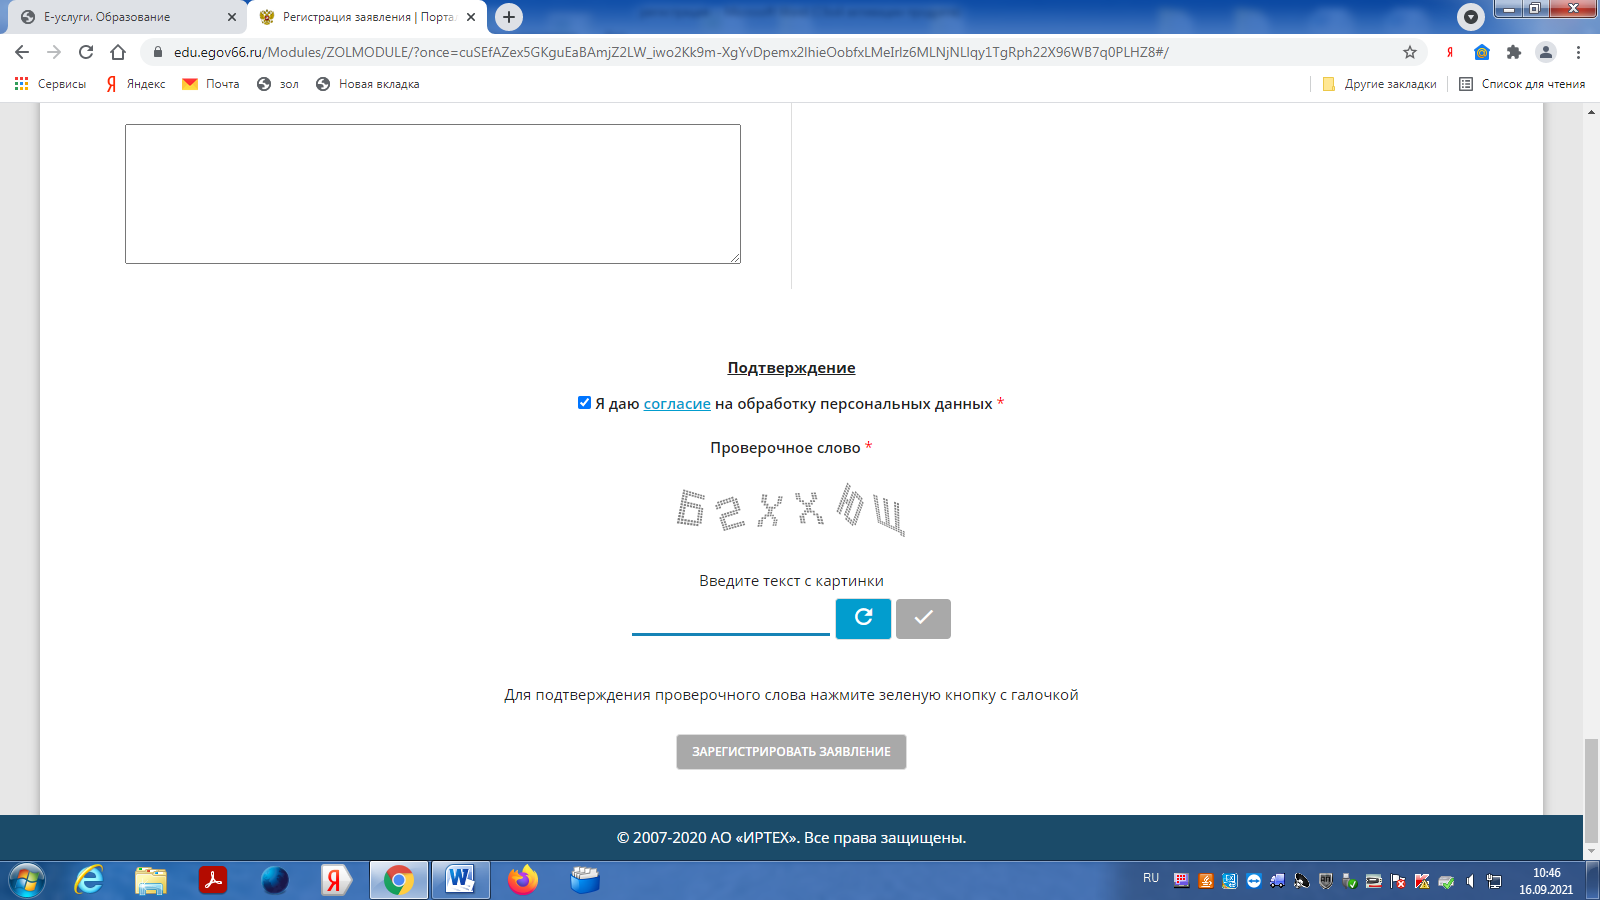 Е-услуги. Образование
Регистрация заявления | Порта
edu.egov66.ru/Modules/ZOLMODULE/?once=cuSEfAZex5GKguEaBAmjZ2LW_iwo2Kk9m-XgYvDpemx2IhieOobfxLMeIrlz6MLNjNLlqy1TgRph22X96WB7q0PLHZ8#/
Сервисы Яндекс Почта зол Новая вкладка Другие закладки Список для чтения
Подтверждение
Я даю согласие на обработку персональных данных *
Проверочное слово *
Введите текст с картинки
Для подтверждения проверочного слова нажмите зеленую кнопку с галочкой
ЗАРЕГИСТРИРОВАТЬ ЗАЯВЛЕНИЕ
© 2007-2020 АО «ИРТЕХ». Все права защищены.
RU
10:46
16.09.2021